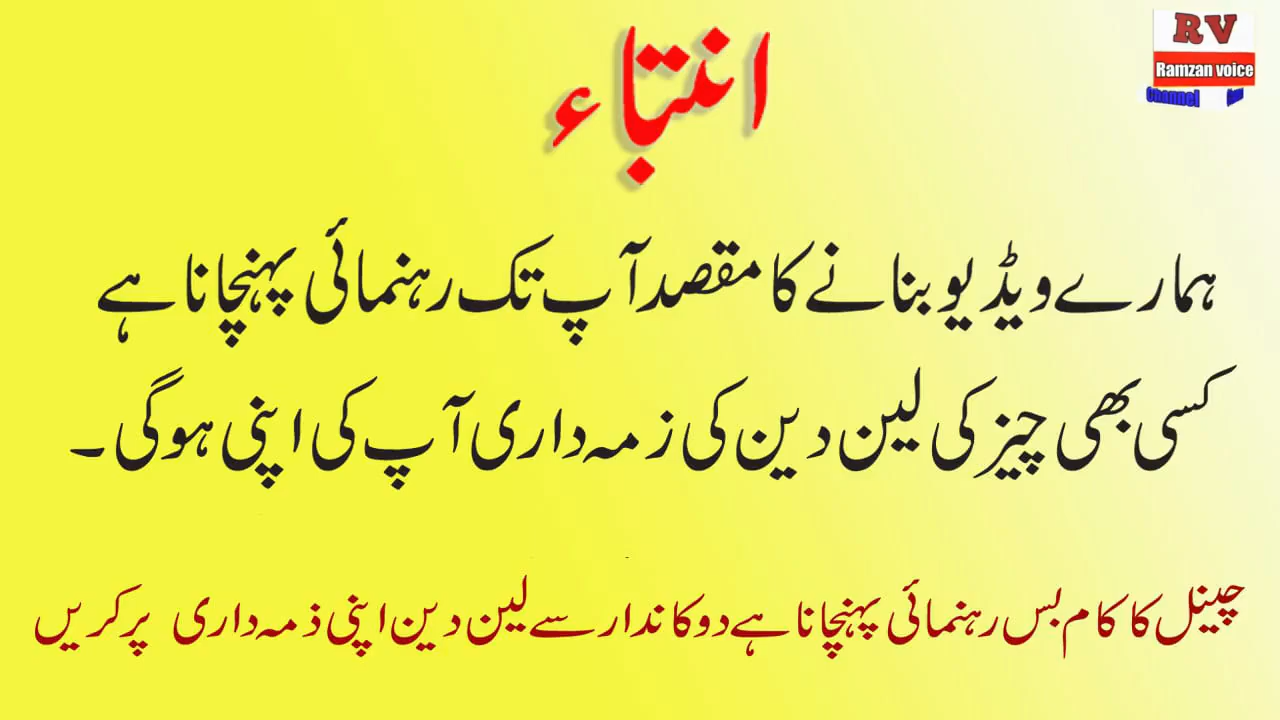 انتباء
RV
Ramzan voice
Channel
ہمارے ویڈیو بنانے کا مقصد آپ تک رہنمائی پہنچانا ہے
کسی بھی چیز کی لین دین کی زمہ داری آپ کی اپنی ہوگی۔
چینل کا کام بس رہنمائی پہنچانا ہے دوکاندار سے لین دین اپنی ذمہ داری پر کریں